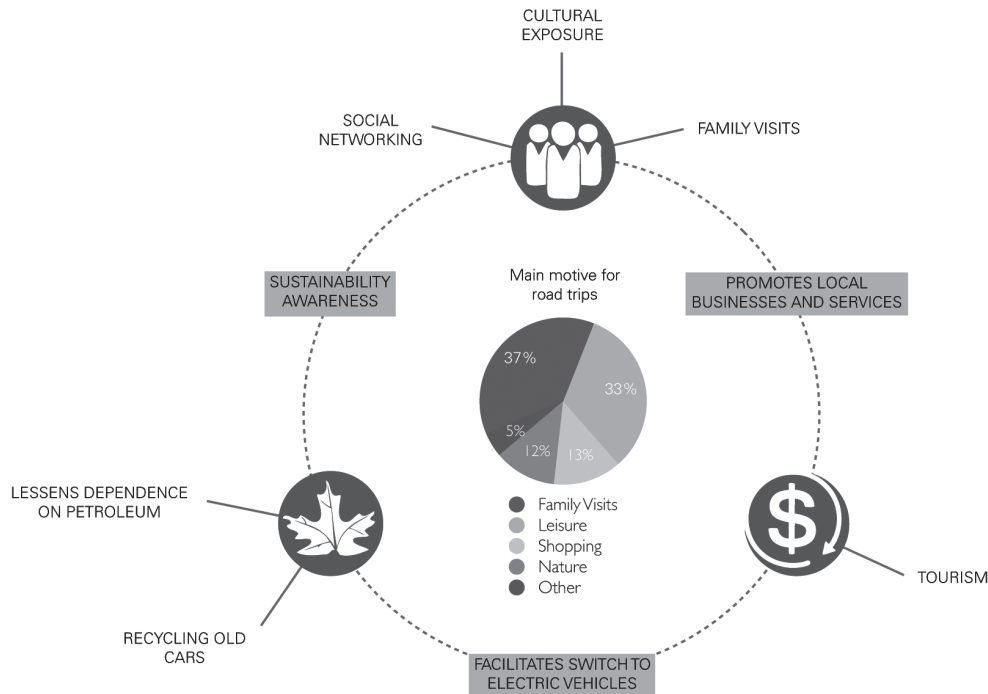 CULTURAL
EXPOSURE
SOCIAL
NETWORKING
FAMILY VISITS
SUSTAINABILITY
AWARENESS
PROMOTES LOCAL
BUSINESSES AND SERVICES
Main motive for
road trips
37%
33%
5%
12%
13%
Family Visits
Leisure
Shopping
Nature
Other
LESSENS DEPENDENCE
ON PETROLEUM
$
TOURISM
RECYCLING OLD
CARS
FACILITATES SWITCH TO
ELECTRIC VEHICLES